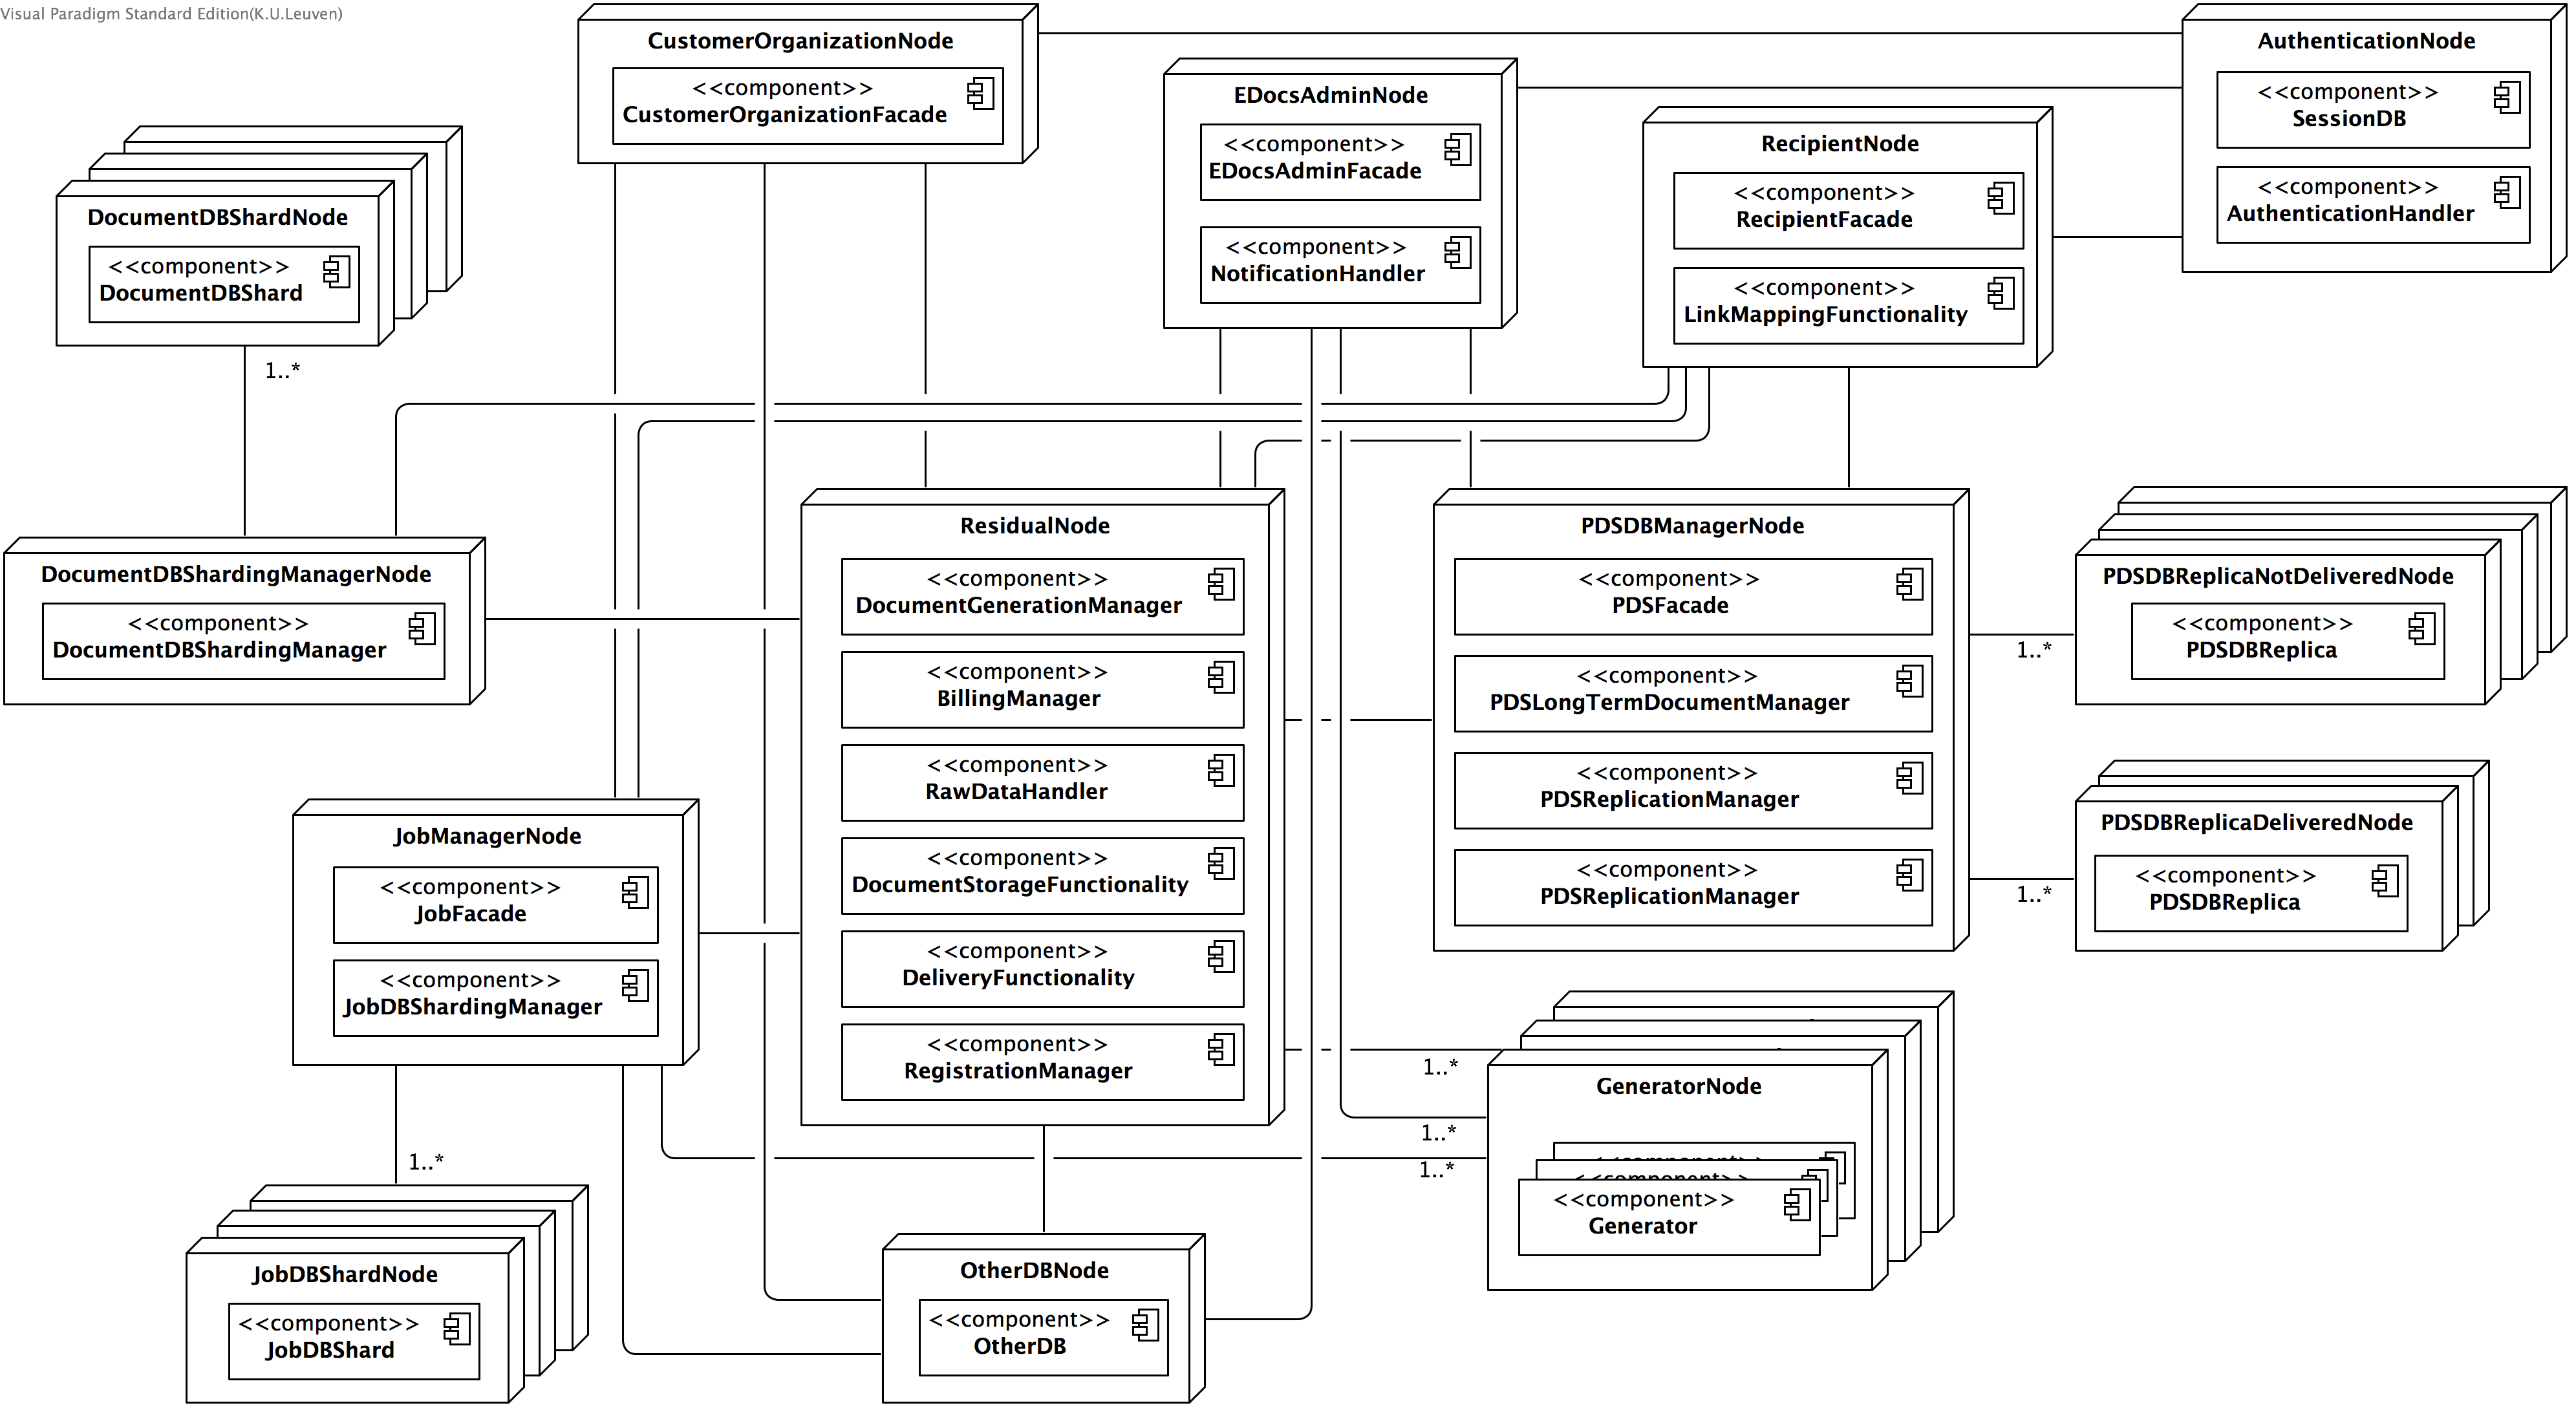 Visual Paradigm Standard Edition(K.U.Leuven)
CustomerOrganizationNode
<<component>>
CustomerOrganizationFacade
AuthenticationNode
<<component>>
SessionDB
<<component>>
AuthenticationHandler
EDocsAdminNode
<<component>>
EDocsAdminFacade
<<component>>
NotificationHandler
RecipientNode
<<component>>
RecipientFacade
<<component>>
LinkMappingFunctionality
DocumentDBShardNode
<<component>>
DocumentDBShard
1..*
DocumentDBShardingManagerNode
<<component>>
DocumentDBShardingManager
ResidualNode
<<component>>
DocumentGenerationManager
<<component>>
BillingManager
<<component>>
RawDataHandler
<<component>>
DocumentStorageFunctionality
<<component>>
DeliveryFunctionality
<<component>>
RegistrationManager
PDSDBManagerNode
<<component>>
PDSFacade
<<component>>
PDSLongTermDocumentManager
<<component>>
PDSReplicationManager
<<component>>
PDSReplicationManager
PDSDBReplicaNotDeliveredNode
<<component>>
PDSDBReplica
1..*
PDSDBReplicaDeliveredNode
<<component>>
PDSDBReplica
1..*
JobManagerNode
<<component>>
JobFacade
<<component>>
JobDBShardingManager
1..*
1..*
1..*
GeneratorNode
<<component>>
<<component>>
<<component>>
Generator
1..*
JobDBShardNode
<<component>>
JobDBShard
OtherDBNode
<<component>>
OtherDB